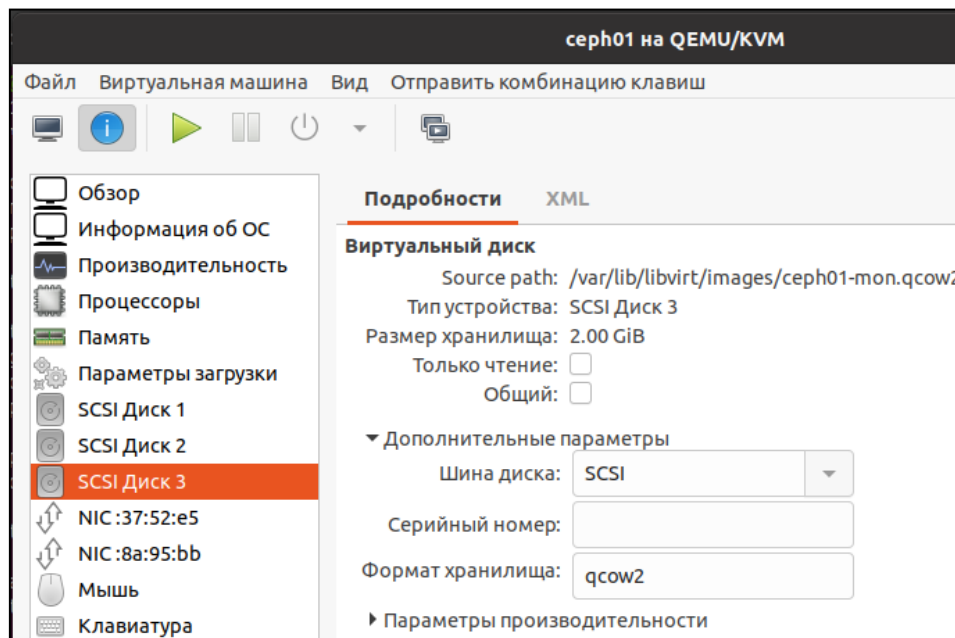 ceph01 на QEMU/KVM
Файл Виртуальная машина Вид Отправить комбинацию клавиш
Обзор
Информация об ОС
Производительность
Процессоры
Память
Параметры загрузки
SCSI Диск 1
SCSI Диск 2
SCSI Диск 3
NIC :37:52:e5
NIC :8a:95:bb
Мышь
Клавиатура
Подробности XML
Виртуальный диск
Source path: /var/lib/libvirt/images/ceph01-mon.qcow2
Тип устройства: SCSI Диск 3
Размер хранилища: 2.00 GiB
Только чтение:
Общий:
Дополнительные параметры
Шина диска: SCSI
Серийный номер:
Формат хранилища: qcow2
Параметры производительности